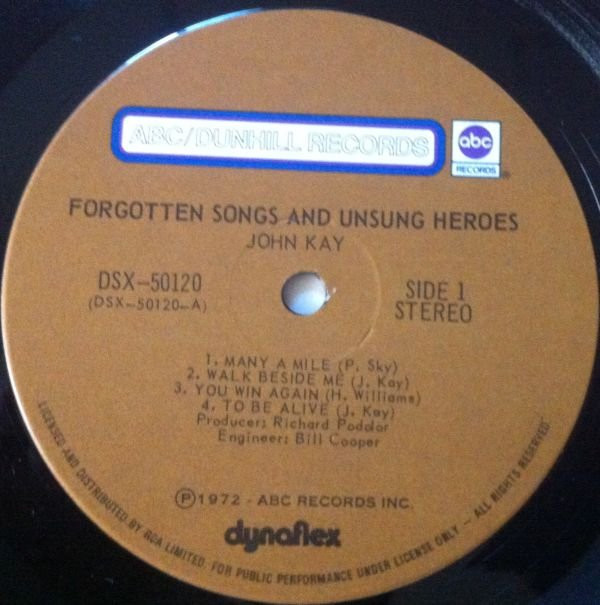 ABC/DUNHILL RECORDS
abc
RECORDS
FORGOTTEN SONGS AND UNSUNG HEROES
JOHN KAY
DSX-50120
(DSX-50120-A)
SIDE 1
STEREO
1. MANY A MILE (P. Sky)
2. WALK BESIDE ME (J. Kay)
3. YOU WIN AGAIN (H. Williams)
4. TO BE ALIVE (J. Kay)
Producer: Richard Podolor
Engineer: Bill Cooper
Ⓟ1972 - ABC RECORDS INC.
dynaflex
LICENSED AND DISTRIBUTED BY RCA LIMITED. FOR PUBLIC PERFORMANCE UNDER LICENSE ONLY — ALL RIGHTS RESERVED